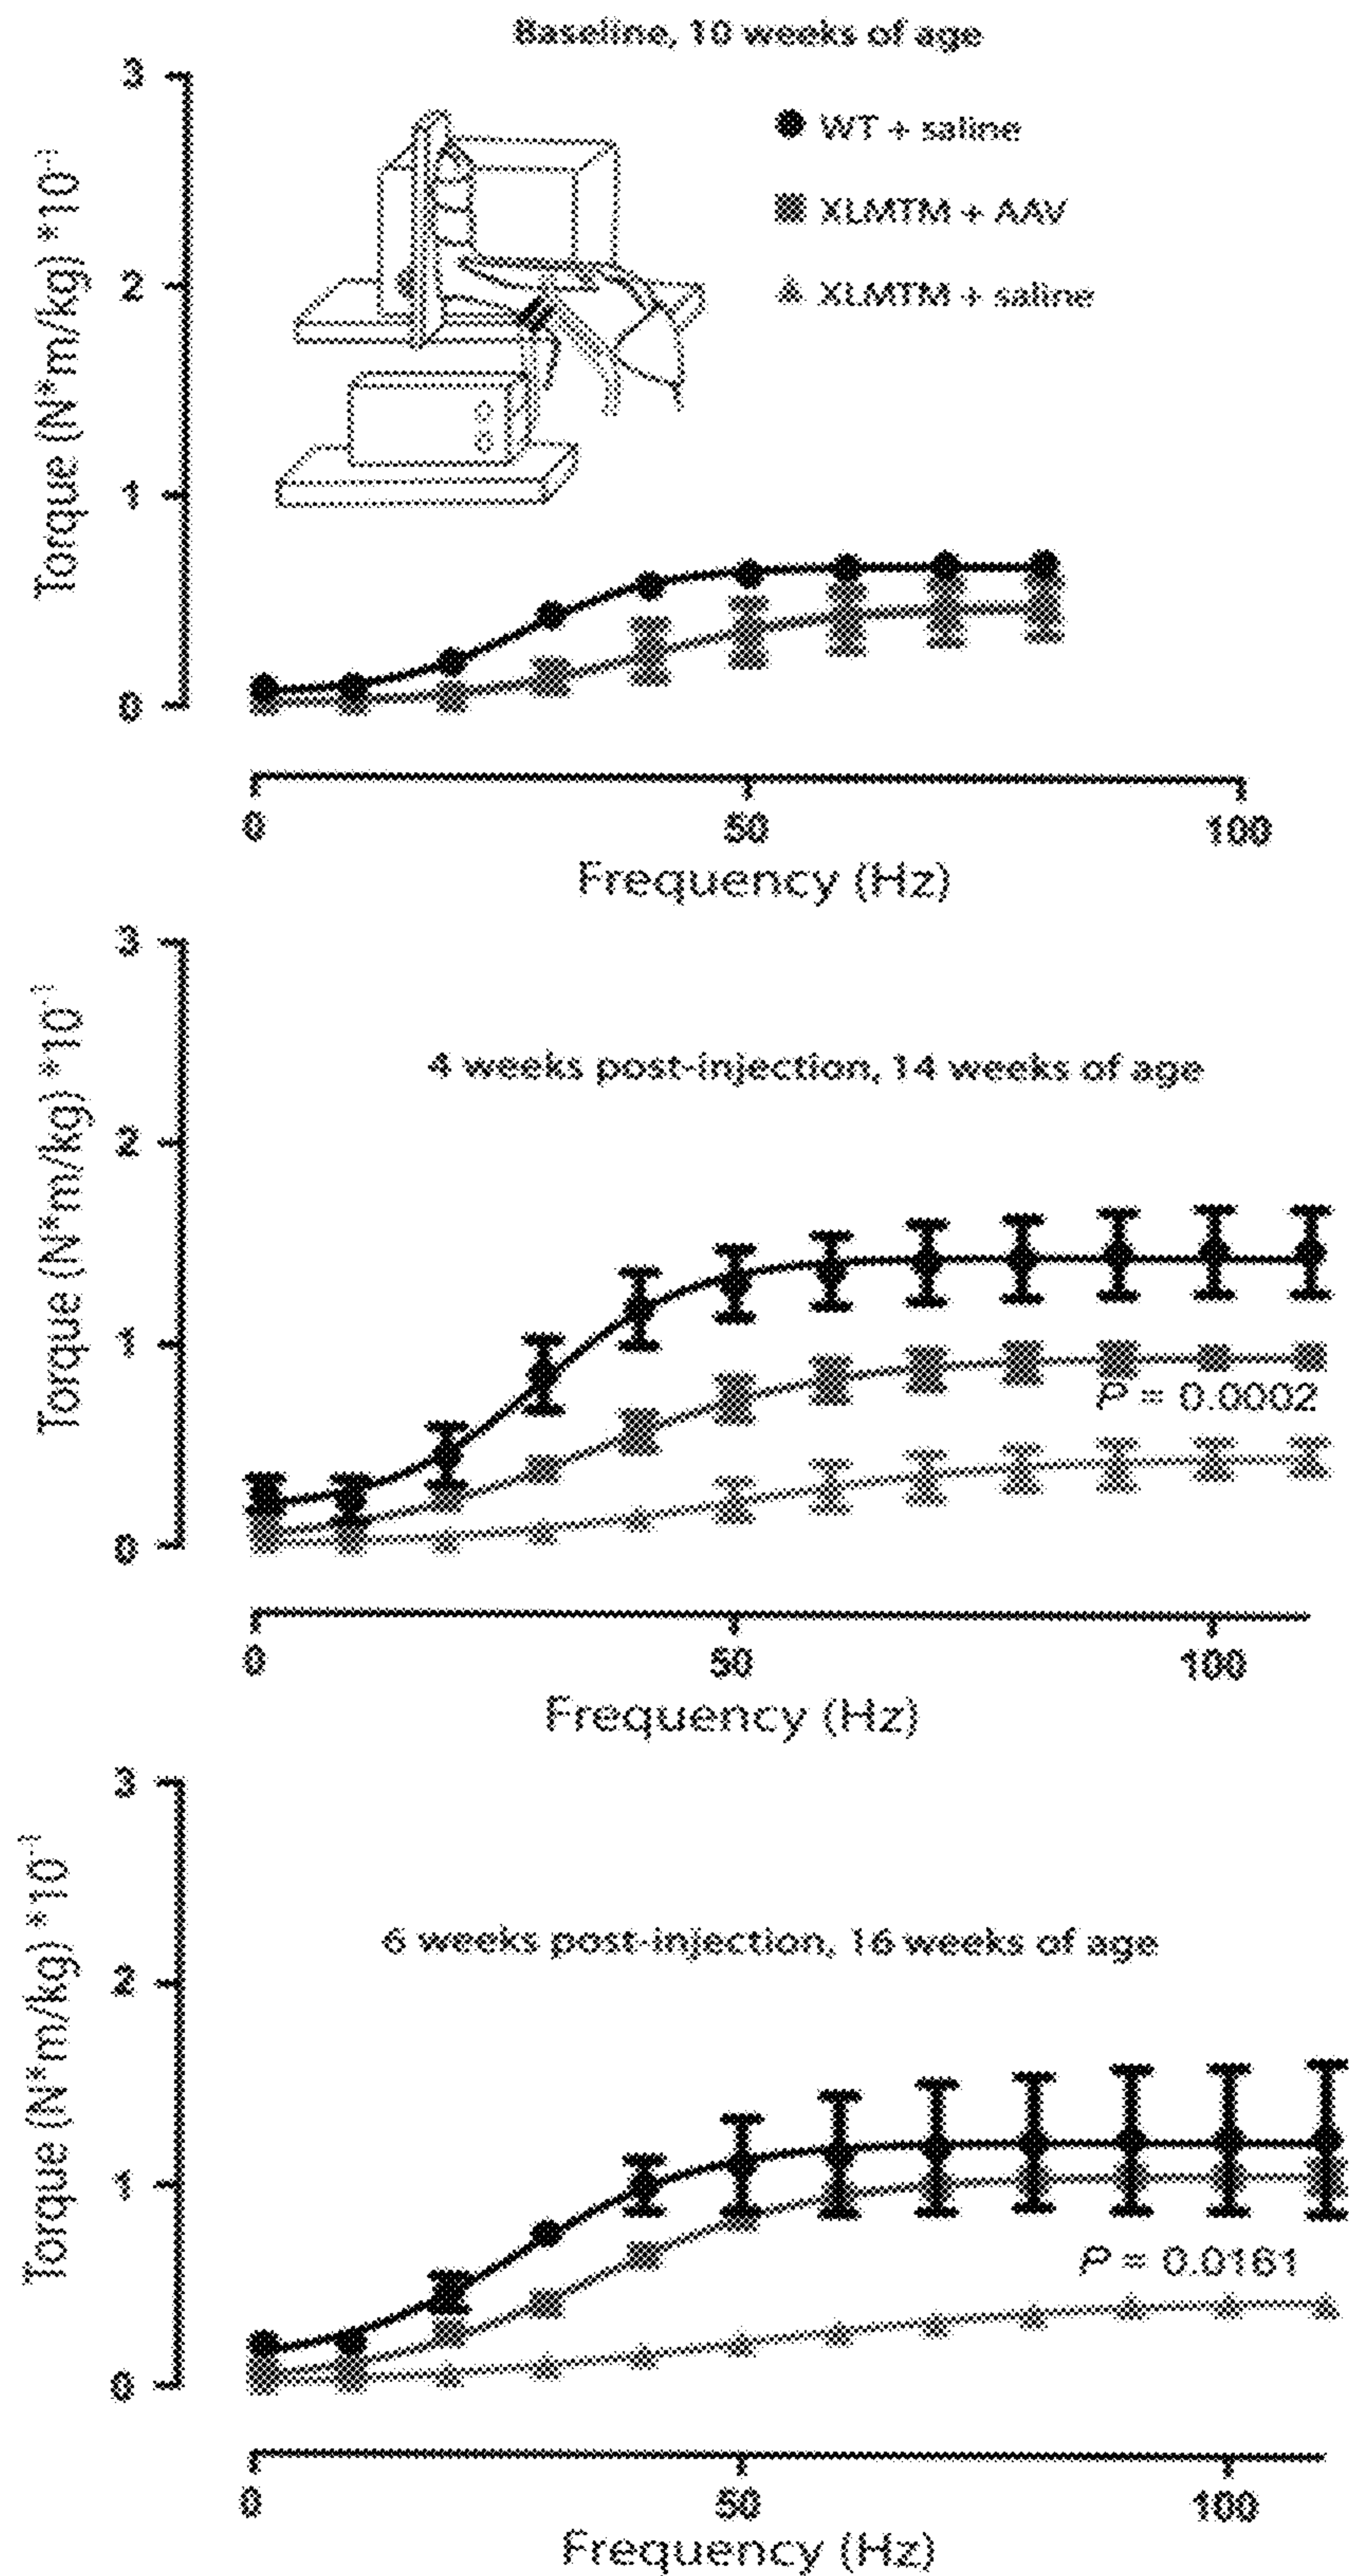 Baseline, 10 weeks of age
3
2
1
0
Torque (N*m/kg) *10⁻¹
WT + saline
XLMTM + AAV
XLMTM + saline
0 50 100
Frequency (Hz)
4 weeks post-injection, 14 weeks of age
3
2
1
0
Torque (N*m/kg) *10⁻¹
P = 0.0002
0 50 100
Frequency (Hz)
6 weeks post-injection, 16 weeks of age
3
2
1
0
Torque (N*m/kg) *10⁻¹
P = 0.0161
0 50 100
Frequency (Hz)